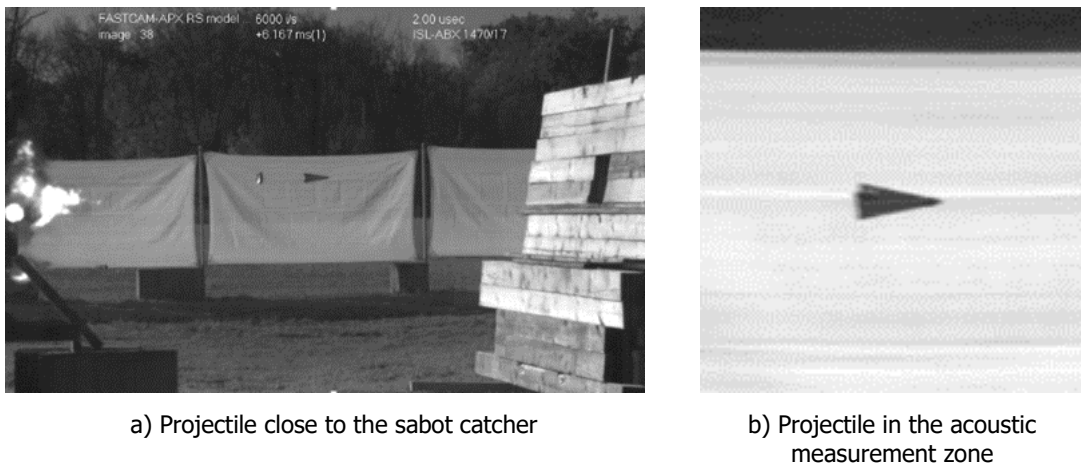 FASTCAM-APX RS model 6000 i/s 2.00 usec
image : 38 +6.167 ms(1) ISL-ABX 1470/17
a) Projectile close to the sabot catcher
b) Projectile in the acoustic
measurement zone